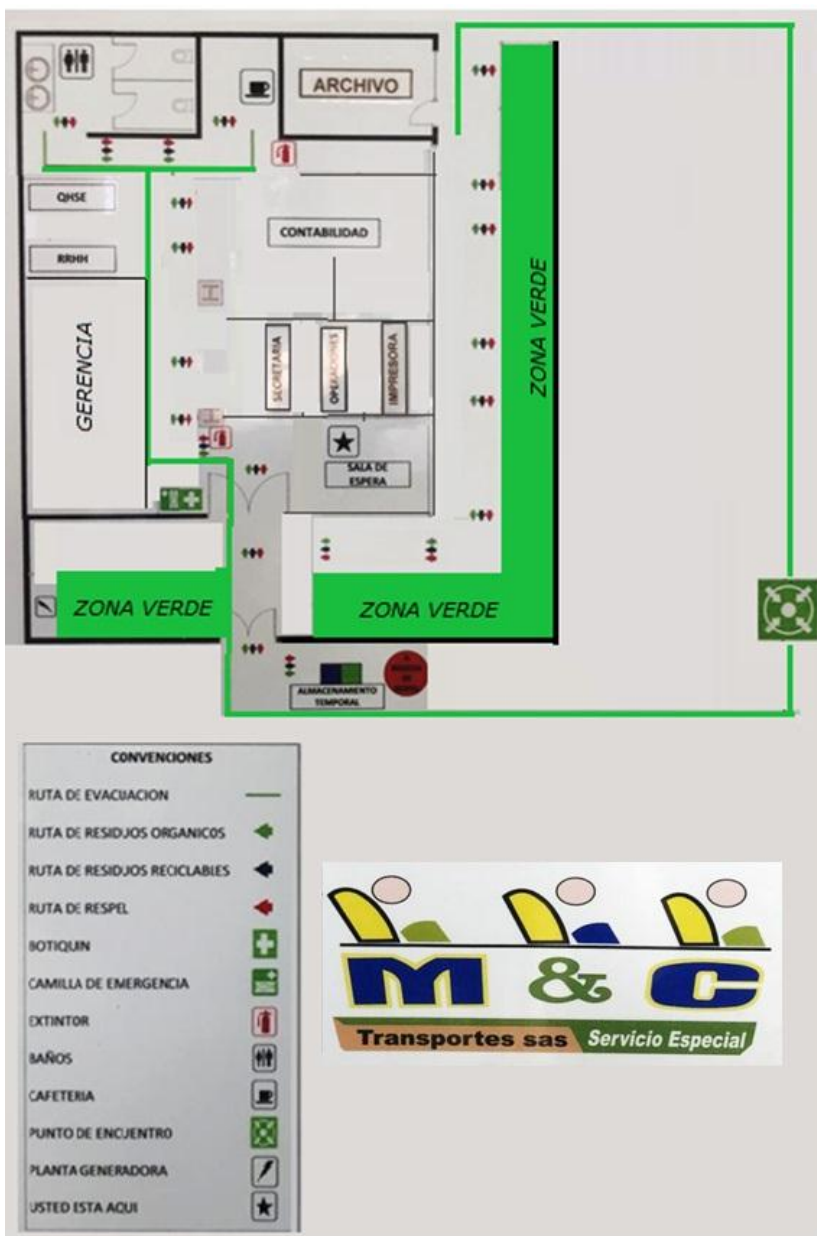 ARCHIVO
QHSE
CONTABILIDAD
RRHH
GERENCIA
SECRETARIA
OPERACIONES
IMPRESORA
ZONA VERDE
SALA DE
ESPERA
ZONA VERDE
ZONA VERDE
ALMACENAMIENTO
TEMPORAL
CONVENCIONES
RUTA DE EVACUACION
RUTA DE RESIDUOS ORGANICOS
RUTA DE RESIDUOS RECICLABLES
RUTA DE RESPEL
BOTIQUIN
CAMILLA DE EMERGENCIA
EXTINTOR
BAÑOS
CAFETERIA
PUNTO DE ENCUENTRO
PLANTA GENERADORA
USTED ESTA AQUI
M & C
Transportes sas Servicio Especial